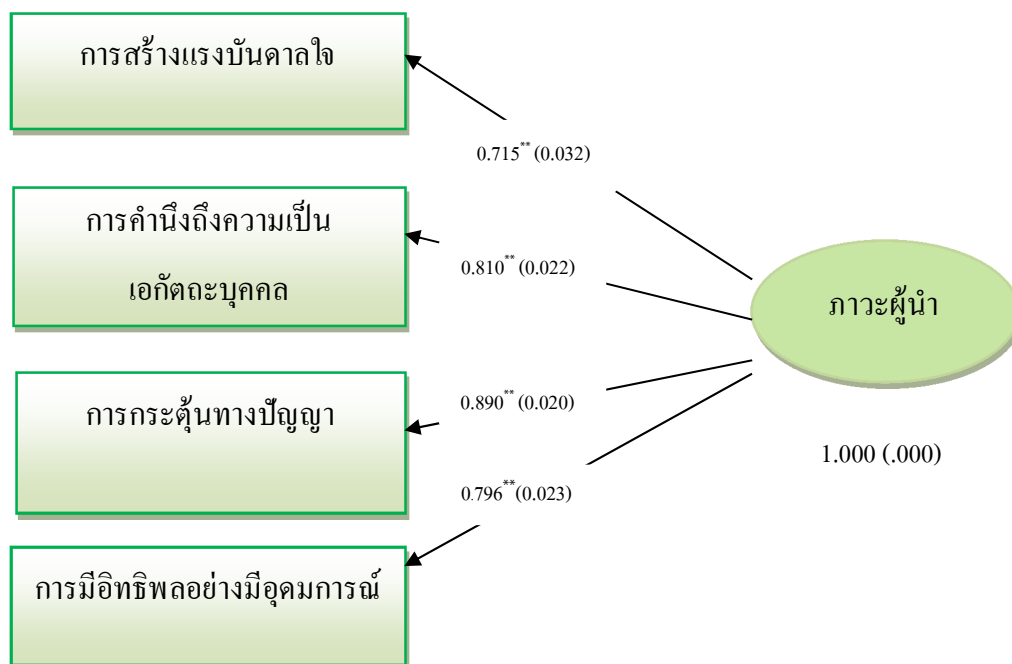 การสร้างแรงบันดาลใจ
0.715** (0.032)
การคำนึงถึงความเป็น
เอกัตถะบุคคล
0.810** (0.022)
ภาวะผู้นำ
การกระตุ้นทางปัญญา
0.890** (0.020)
1.000 (.000)
0.796** (0.023)
การมีอิทธิพลอย่างมีอุดมการณ์